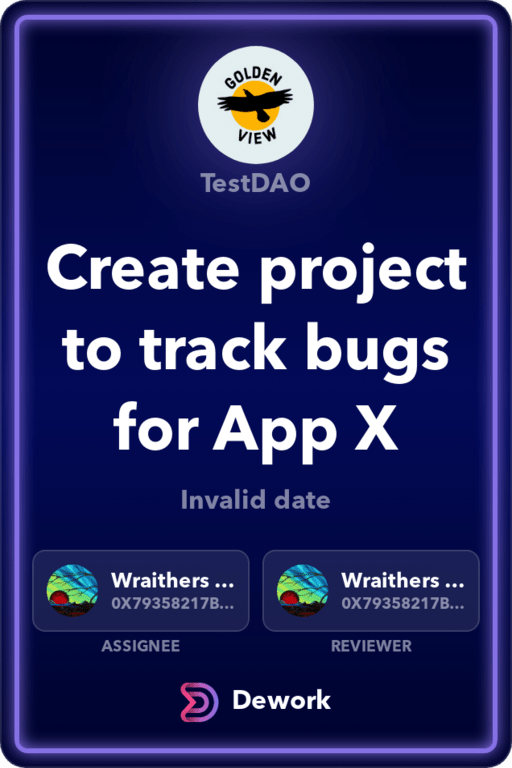 GOLDEN
VIEW
TestDAO
Create project
to track bugs
for App X
Invalid date
Wraithers ...
0X79358217B...
Wraithers ...
0X79358217B...
ASSIGNEE
REVIEWER
Dework